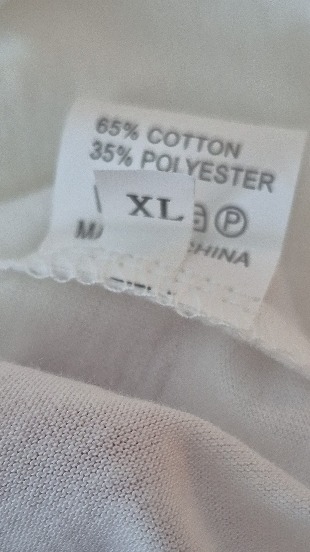 65% COTTON
35% POLYESTER
XL
P
CHINA